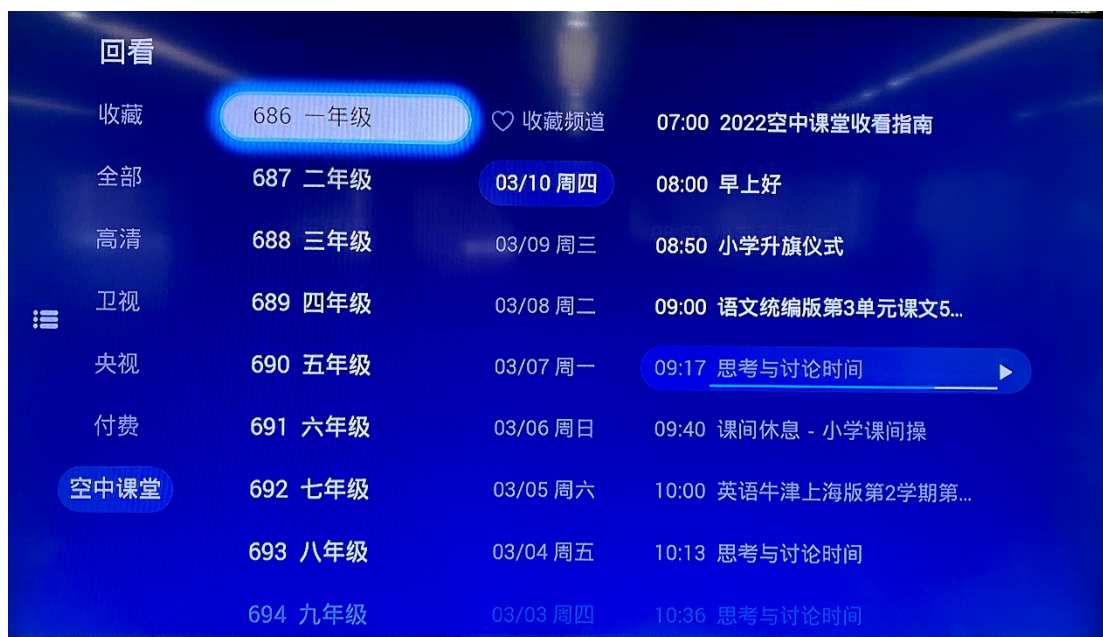 回看
收藏
全部
高清
卫视
央视
付费
空中课堂
686 一年级
687 二年级
688 三年级
689 四年级
690 五年级
691 六年级
692 七年级
693 八年级
694 九年级
收藏频道
03/10 周四
03/09 周三
03/08 周二
03/07 周一
03/06 周日
03/05 周六
03/04 周五
03/03 周四
07:00 2022空中课堂收看指南
08:00 早上好
08:50 小学升旗仪式
09:00 语文统编版第3单元课文5...
09:17 思考与讨论时间
09:40 课间休息 - 小学课间操
10:00 英语牛津上海版第2学期第...
10:13 思考与讨论时间
10:36 思考与讨论时间